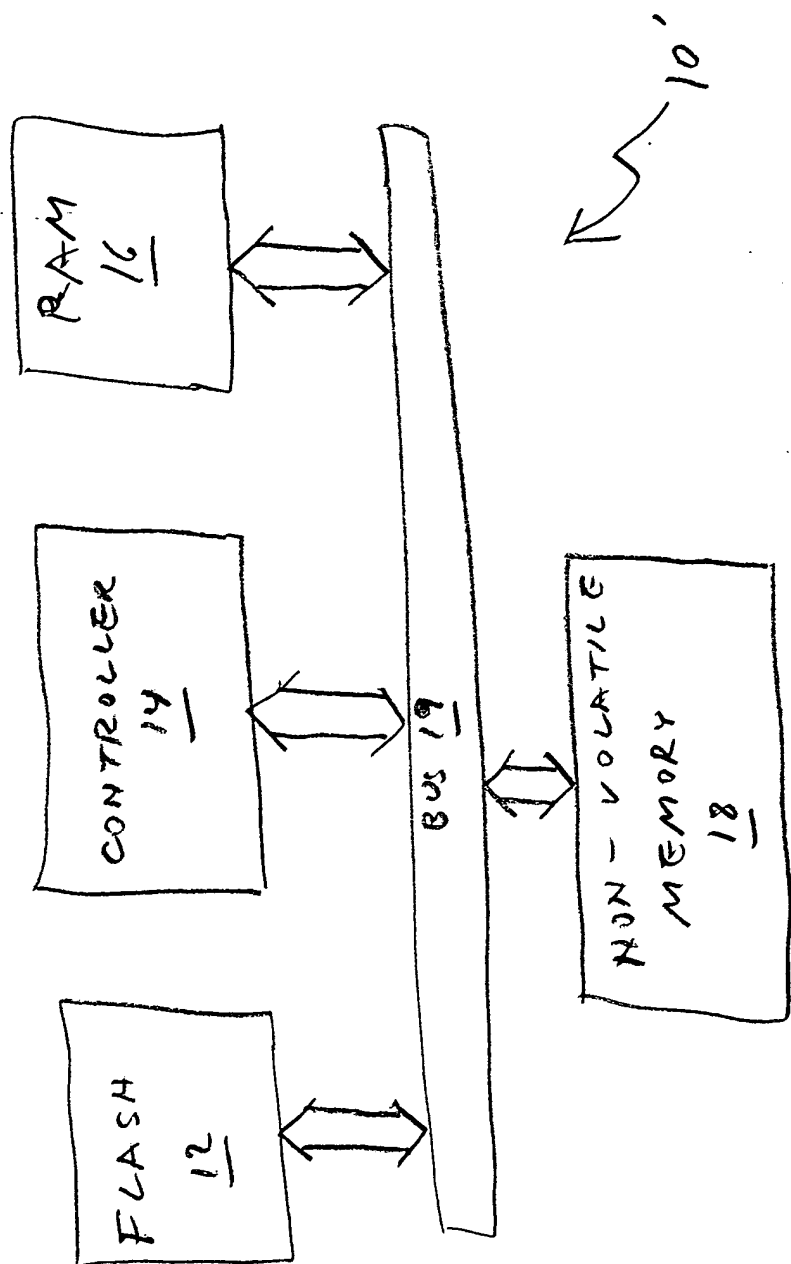 FLASH
12
CONTROLLER
14
RAM
16
BUS 19
NON-VOLATILE
MEMORY
18
10'